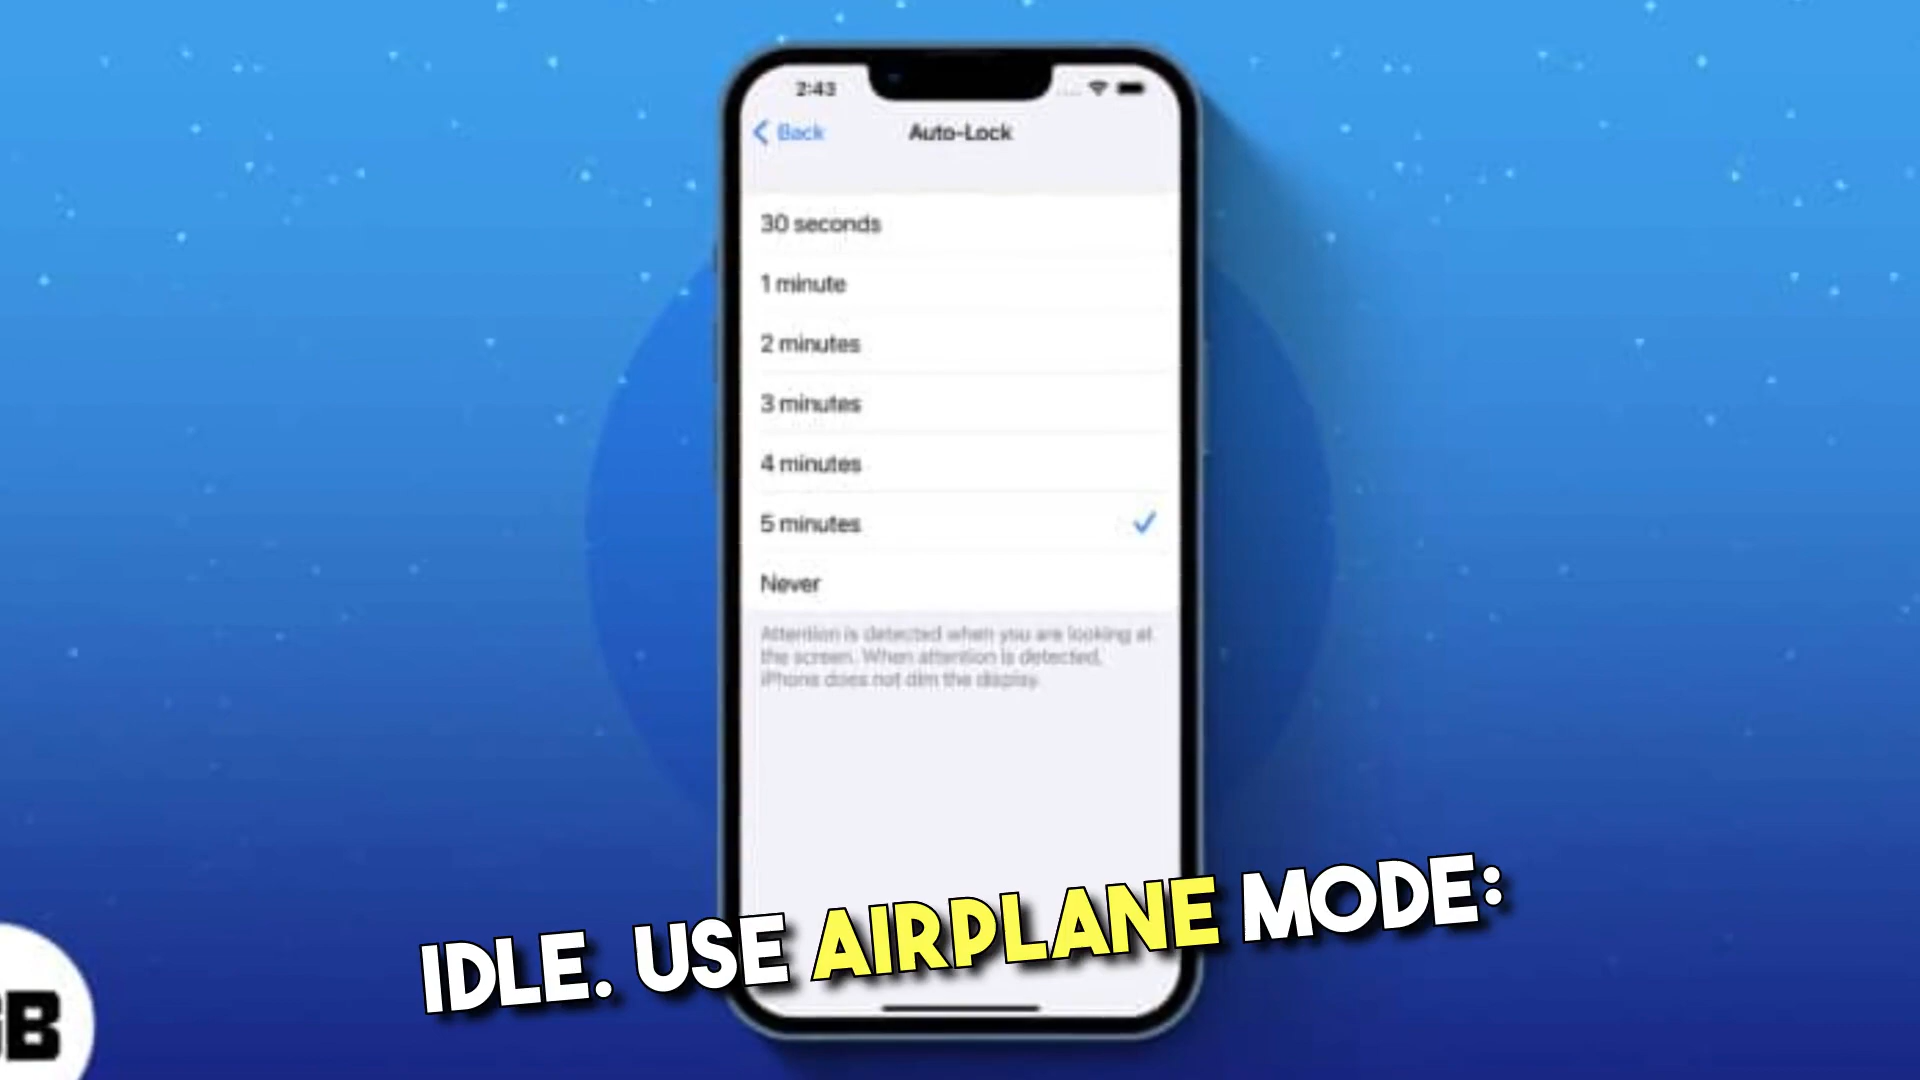 2:43
Back
Auto-Lock
30 seconds
1 minute
2 minutes
3 minutes
4 minutes
5 minutes
Never
Attention is detected when you are looking at
the screen. When attention is detected,
iPhone does not dim the display.
IDLE. USE AIRPLANE MODE:
GB